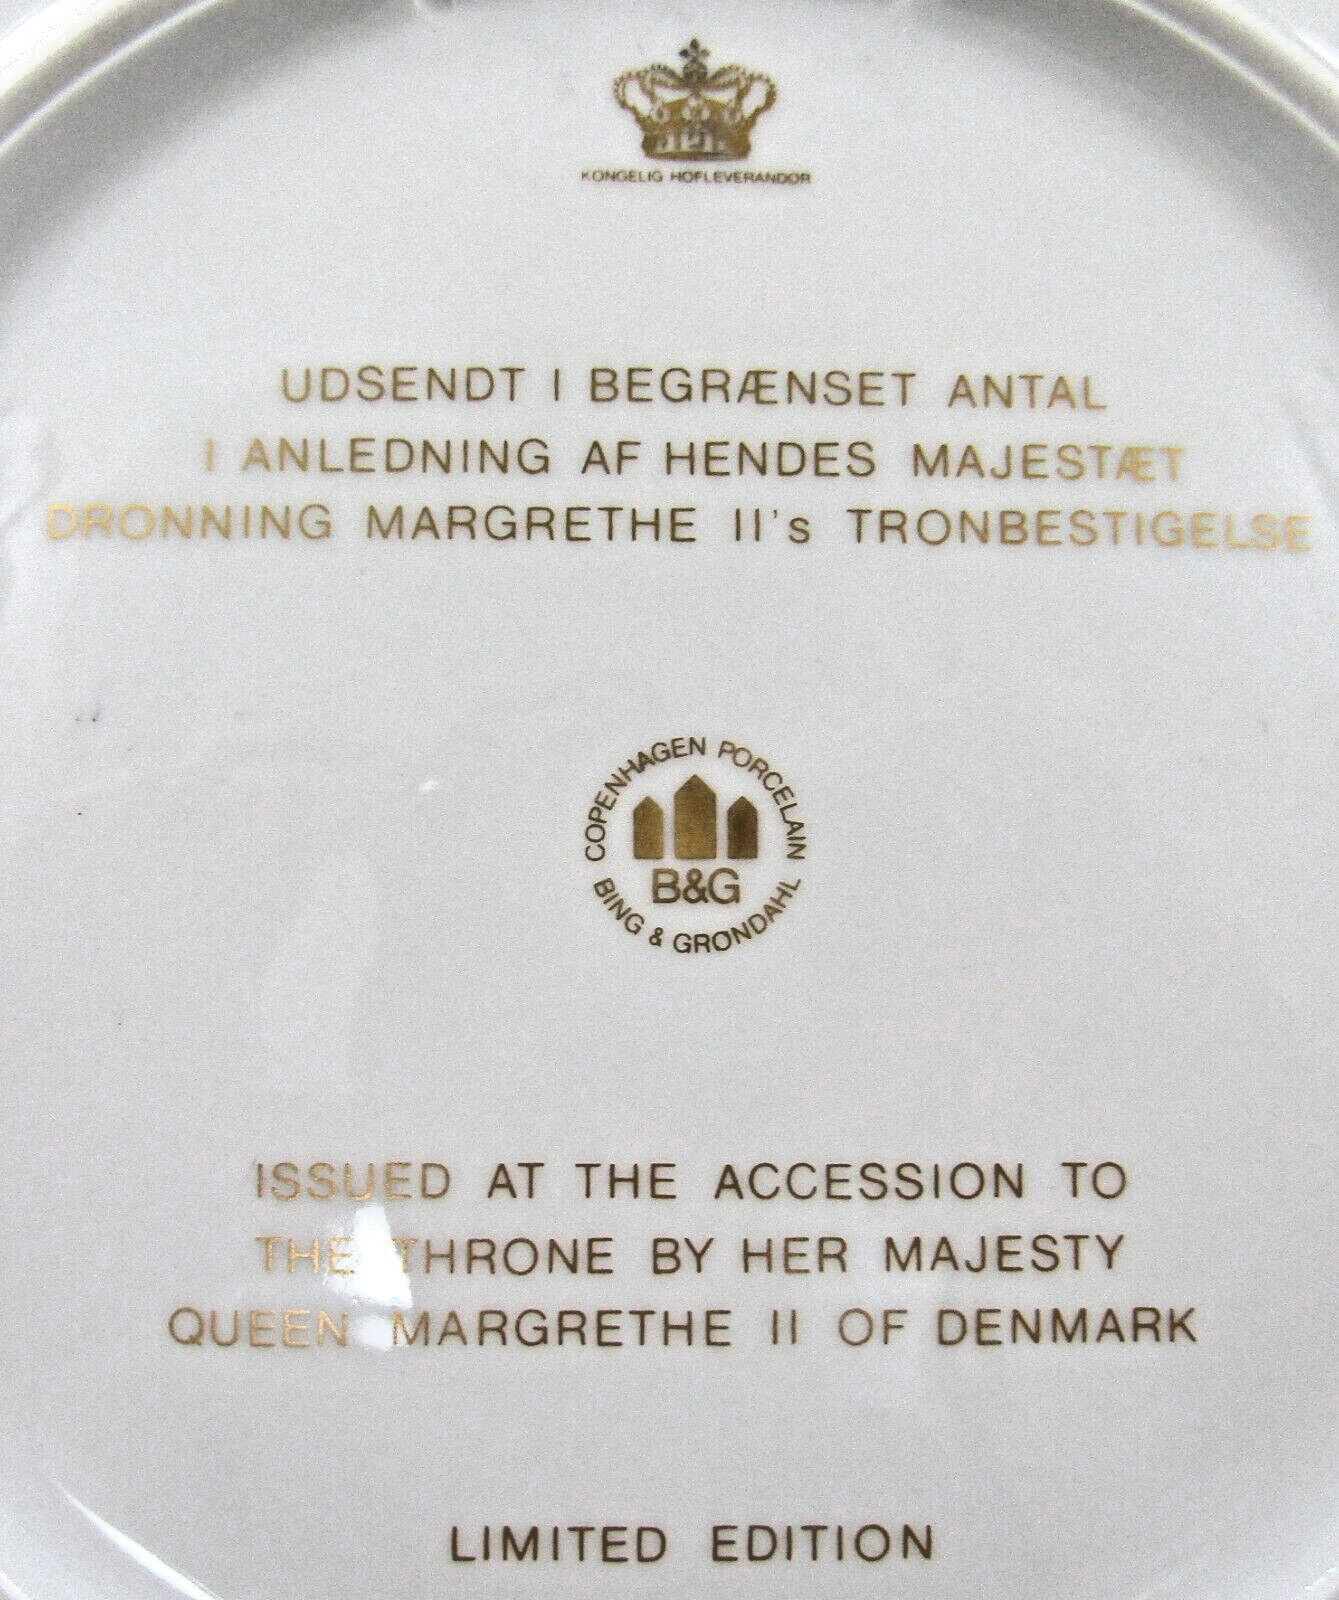 KONGELIG HOFLEVERANDØR
UDSENDT I BEGRÆNSET ANTAL
I ANLEDNING AF HENDES MAJESTÆT
DRONNING MARGRETHE II's TRONBESTIGELSE
COPENHAGEN PORCELAIN
B&G
BING & GRØNDAHL
ISSUED AT THE ACCESSION TO
THE THRONE BY HER MAJESTY
QUEEN MARGRETHE II OF DENMARK
LIMITED EDITION